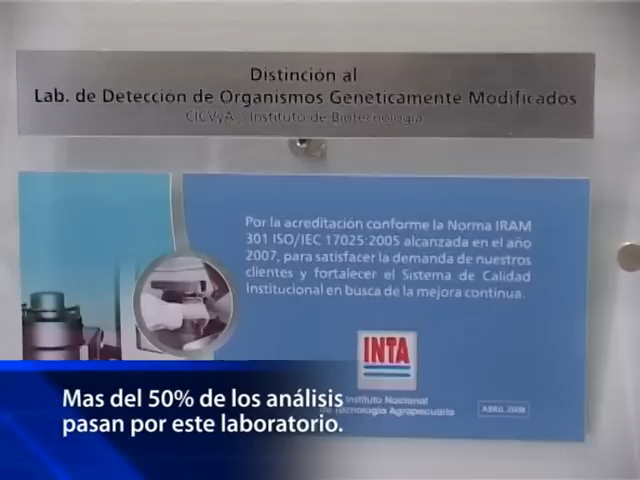 Distinción al
Lab. de Detección de Organismos Genéticamente Modificados
CICVyA / Instituto de Biotecnología
Por la acreditación conforme la Norma IRAM
301 ISO/IEC 17025:2005 alcanzada en el año
2007, para satisfacer la demanda de nuestros
clientes y fortalecer el Sistema de Calidad
Institucional en busca de la mejora continua.
INTA
Instituto Nacional
de Tecnología Agropecuaria
ABRIL 2008
Mas del 50% de los análisis
pasan por este laboratorio.